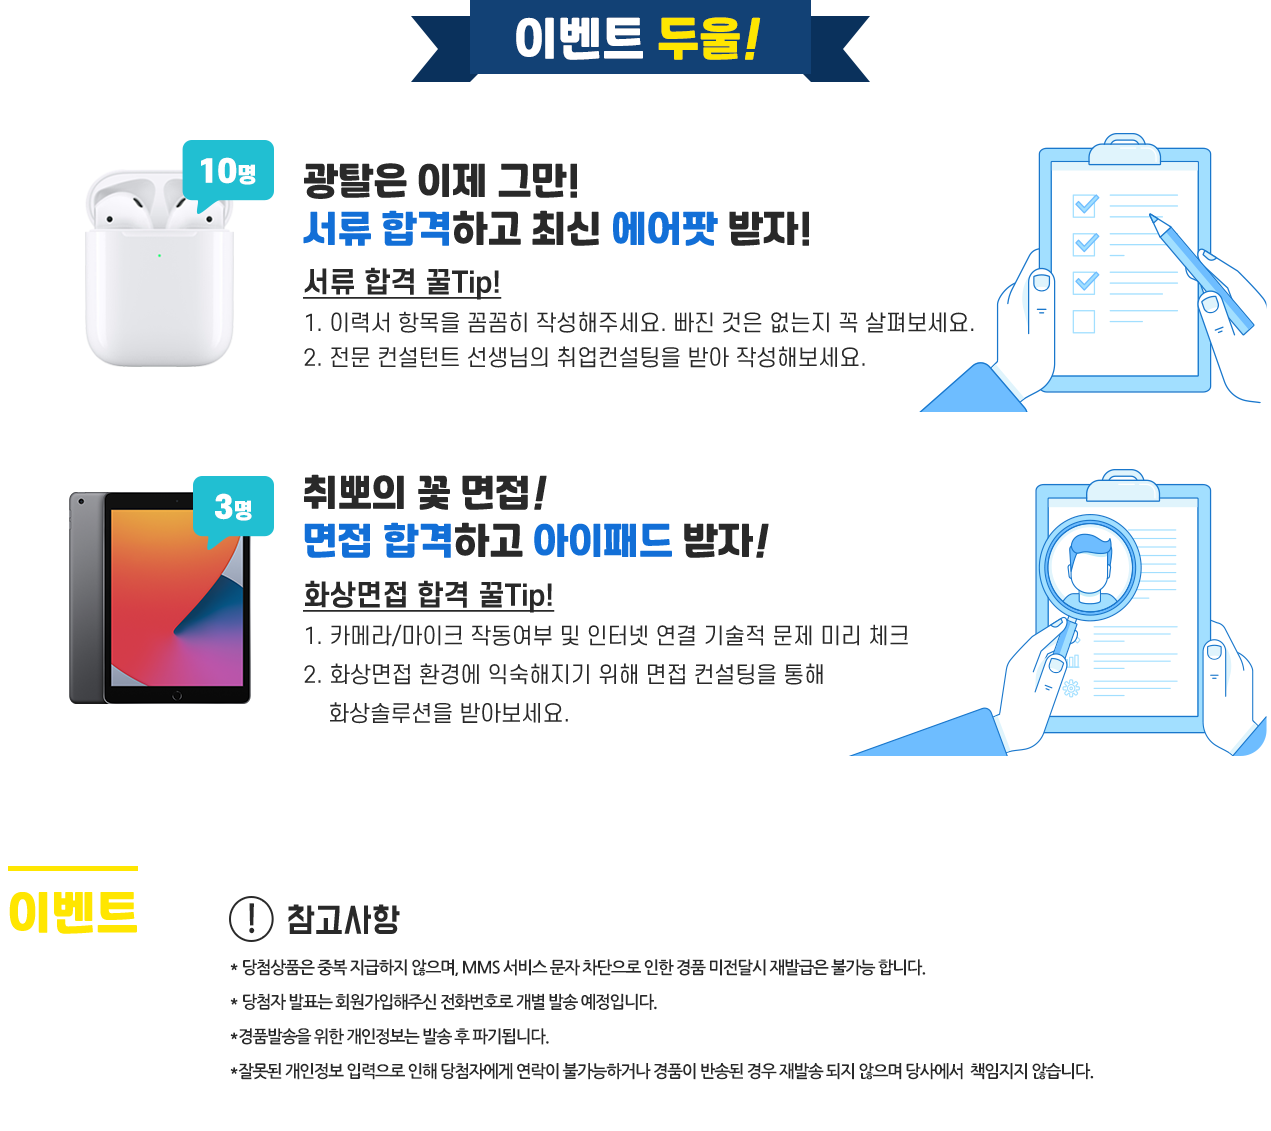 이벤트 두울!
10명
광탈은 이제 그만!
서류 합격하고 최신 에어팟 받자!
서류 합격 꿀Tip!
1. 이력서 항목을 꼼꼼히 작성해주세요. 빠진 것은 없는지 꼭 살펴보세요.
2. 전문 컨설턴트 선생님의 취업컨설팅을 받아 작성해보세요.
3명
취뽀의 꽃 면접!
면접 합격하고 아이패드 받자!
화상면접 합격 꿀Tip!
1. 카메라/마이크 작동여부 및 인터넷 연결 기술적 문제 미리 체크
2. 화상면접 환경에 익숙해지기 위해 면접 컨설팅을 통해
화상솔루션을 받아보세요.
이벤트
! 참고사항
* 당첨상품은 중복 지급하지 않으며, MMS 서비스 문자 차단으로 인한 경품 미전달시 재발급은 불가능 합니다.
* 당첨자 발표는 회원가입해주신 전화번호로 개별 발송 예정입니다.
*경품발송을 위한 개인정보는 발송 후 파기됩니다.
*잘못된 개인정보 입력으로 인해 당첨자에게 연락이 불가능하거나 경품이 반송된 경우 재발송 되지 않으며 당사에서 책임지지 않습니다.